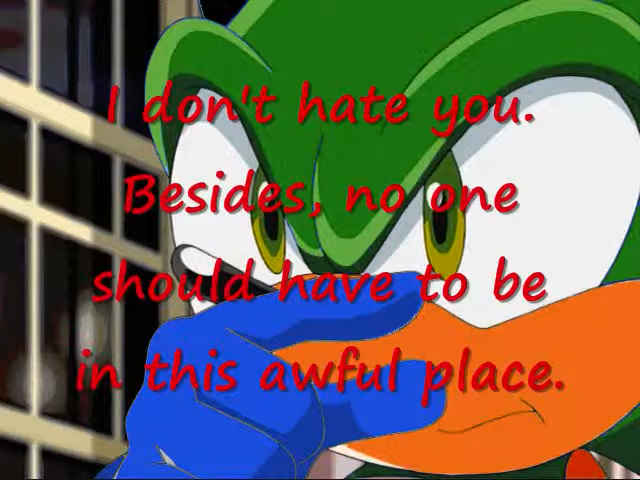 I don't hate you.
Besides, no one
should have to be
in this awful place.